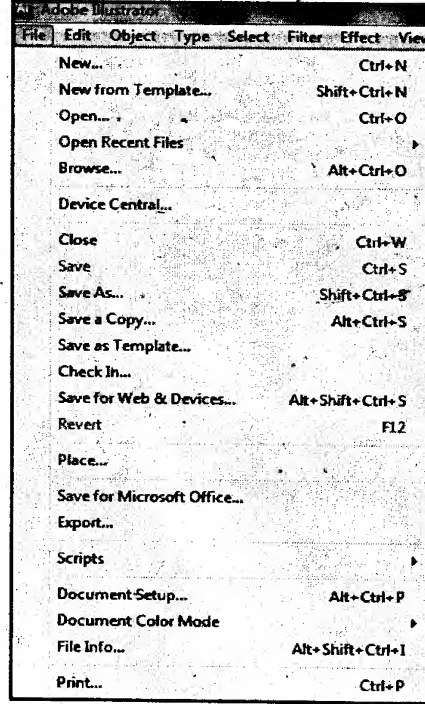 Ai Adobe Illustrator
File Edit Object Type Select Filter Effect View
New... Ctrl+N
New from Template... Shift+Ctrl+N
Open... Ctrl+O
Open Recent Files
Browse... Alt+Ctrl+O
Device Central...
Close Ctrl+W
Save Ctrl+S
Save As... Shift+Ctrl+S
Save a Copy... Alt+Ctrl+S
Save as Template...
Check In...
Save for Web & Devices... Alt+Shift+Ctrl+S
Revert F12
Place...
Save for Microsoft Office...
Export...
Scripts
Document Setup... Alt+Ctrl+P
Document Color Mode
File Info... Alt+Shift+Ctrl+I
Print... Ctrl+P